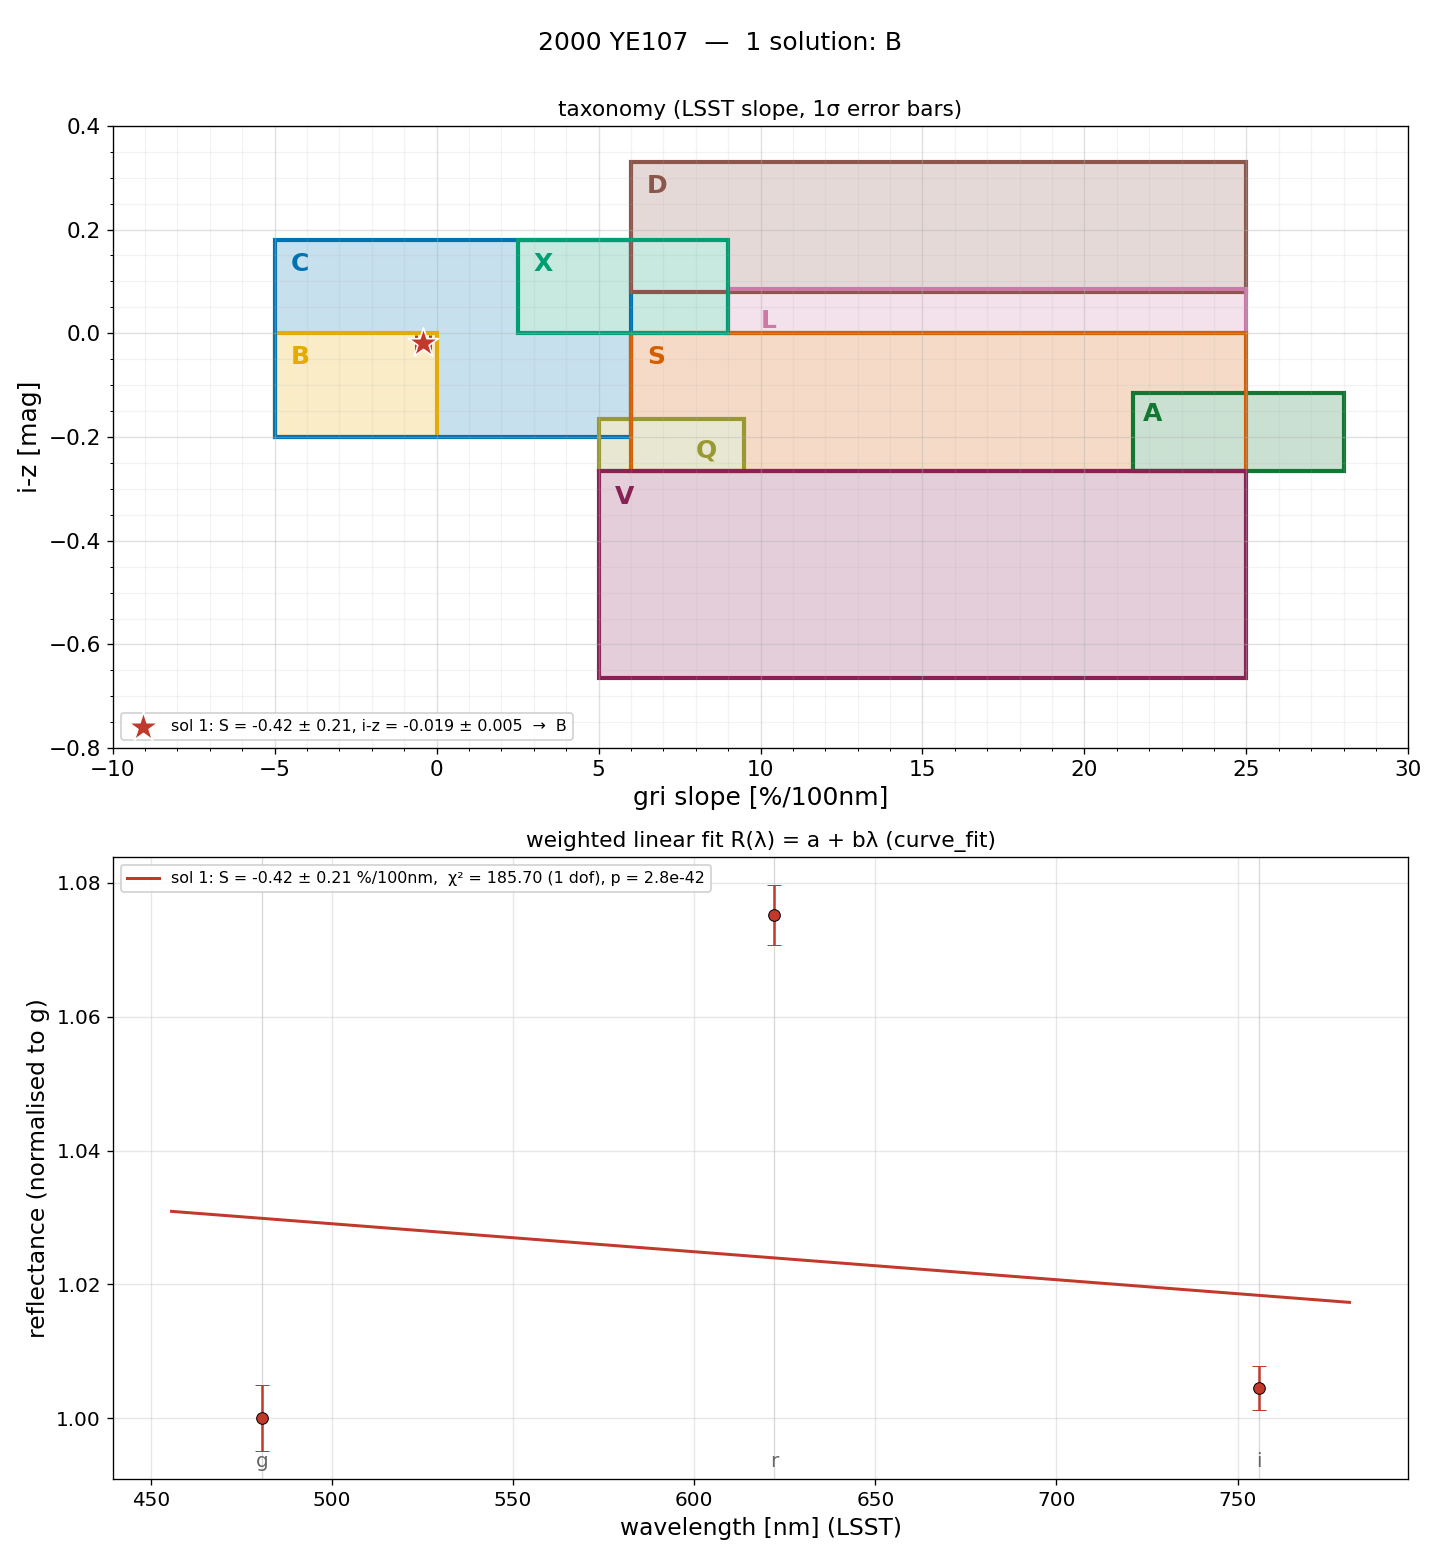 2000 YE107 — 1 solution: B
taxonomy (LSST slope, 1σ error bars)
0.4
0.2
0.0
−0.2
−0.4
−0.6
−0.8
i-z [mag]
D
C
X
L
B
S
A
Q
V
sol 1: S = -0.42 ± 0.21, i-z = -0.019 ± 0.005 → B
−10
−5
0
5
10
15
20
25
30
gri slope [%/100nm]
weighted linear fit R(λ) = a + bλ (curve_fit)
sol 1: S = -0.42 ± 0.21 %/100nm, χ² = 185.70 (1 dof), p = 2.8e-42
1.08
1.06
1.04
1.02
1.00
reflectance (normalised to g)
g
r
i
450
500
550
600
650
700
750
wavelength [nm] (LSST)